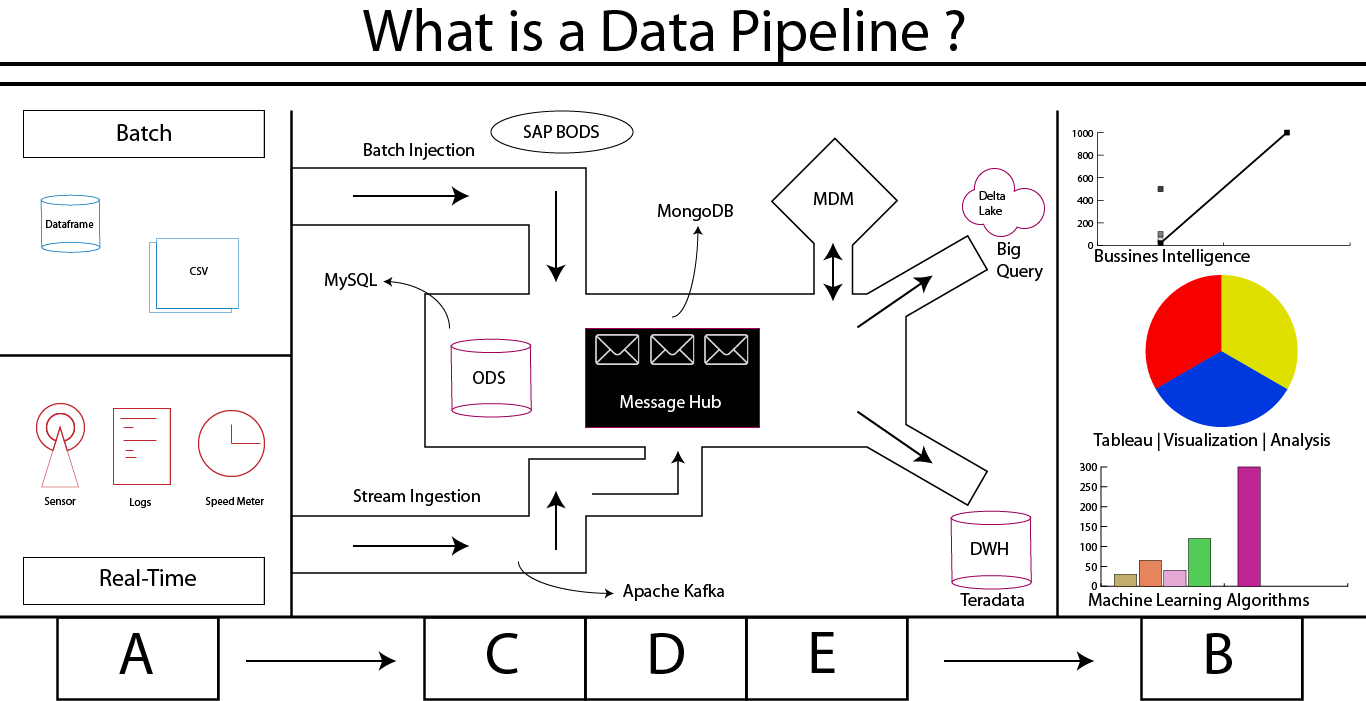 What is a Data Pipeline ?
Batch
Dataframe
CSV
Sensor
Logs
Speed Meter
Real-Time
SAP BODS
Batch Injection
MongoDB
MDM
Delta
Lake
Big
Query
MySQL
ODS
Message Hub
Stream Ingestion
Apache Kafka
DWH
Teradata
1000
800
600
400
200
0
Bussines Intelligence
Tableau | Visualization | Analysis
300
250
200
150
100
50
0
Machine Learning Algorithms
A
C
D
E
B